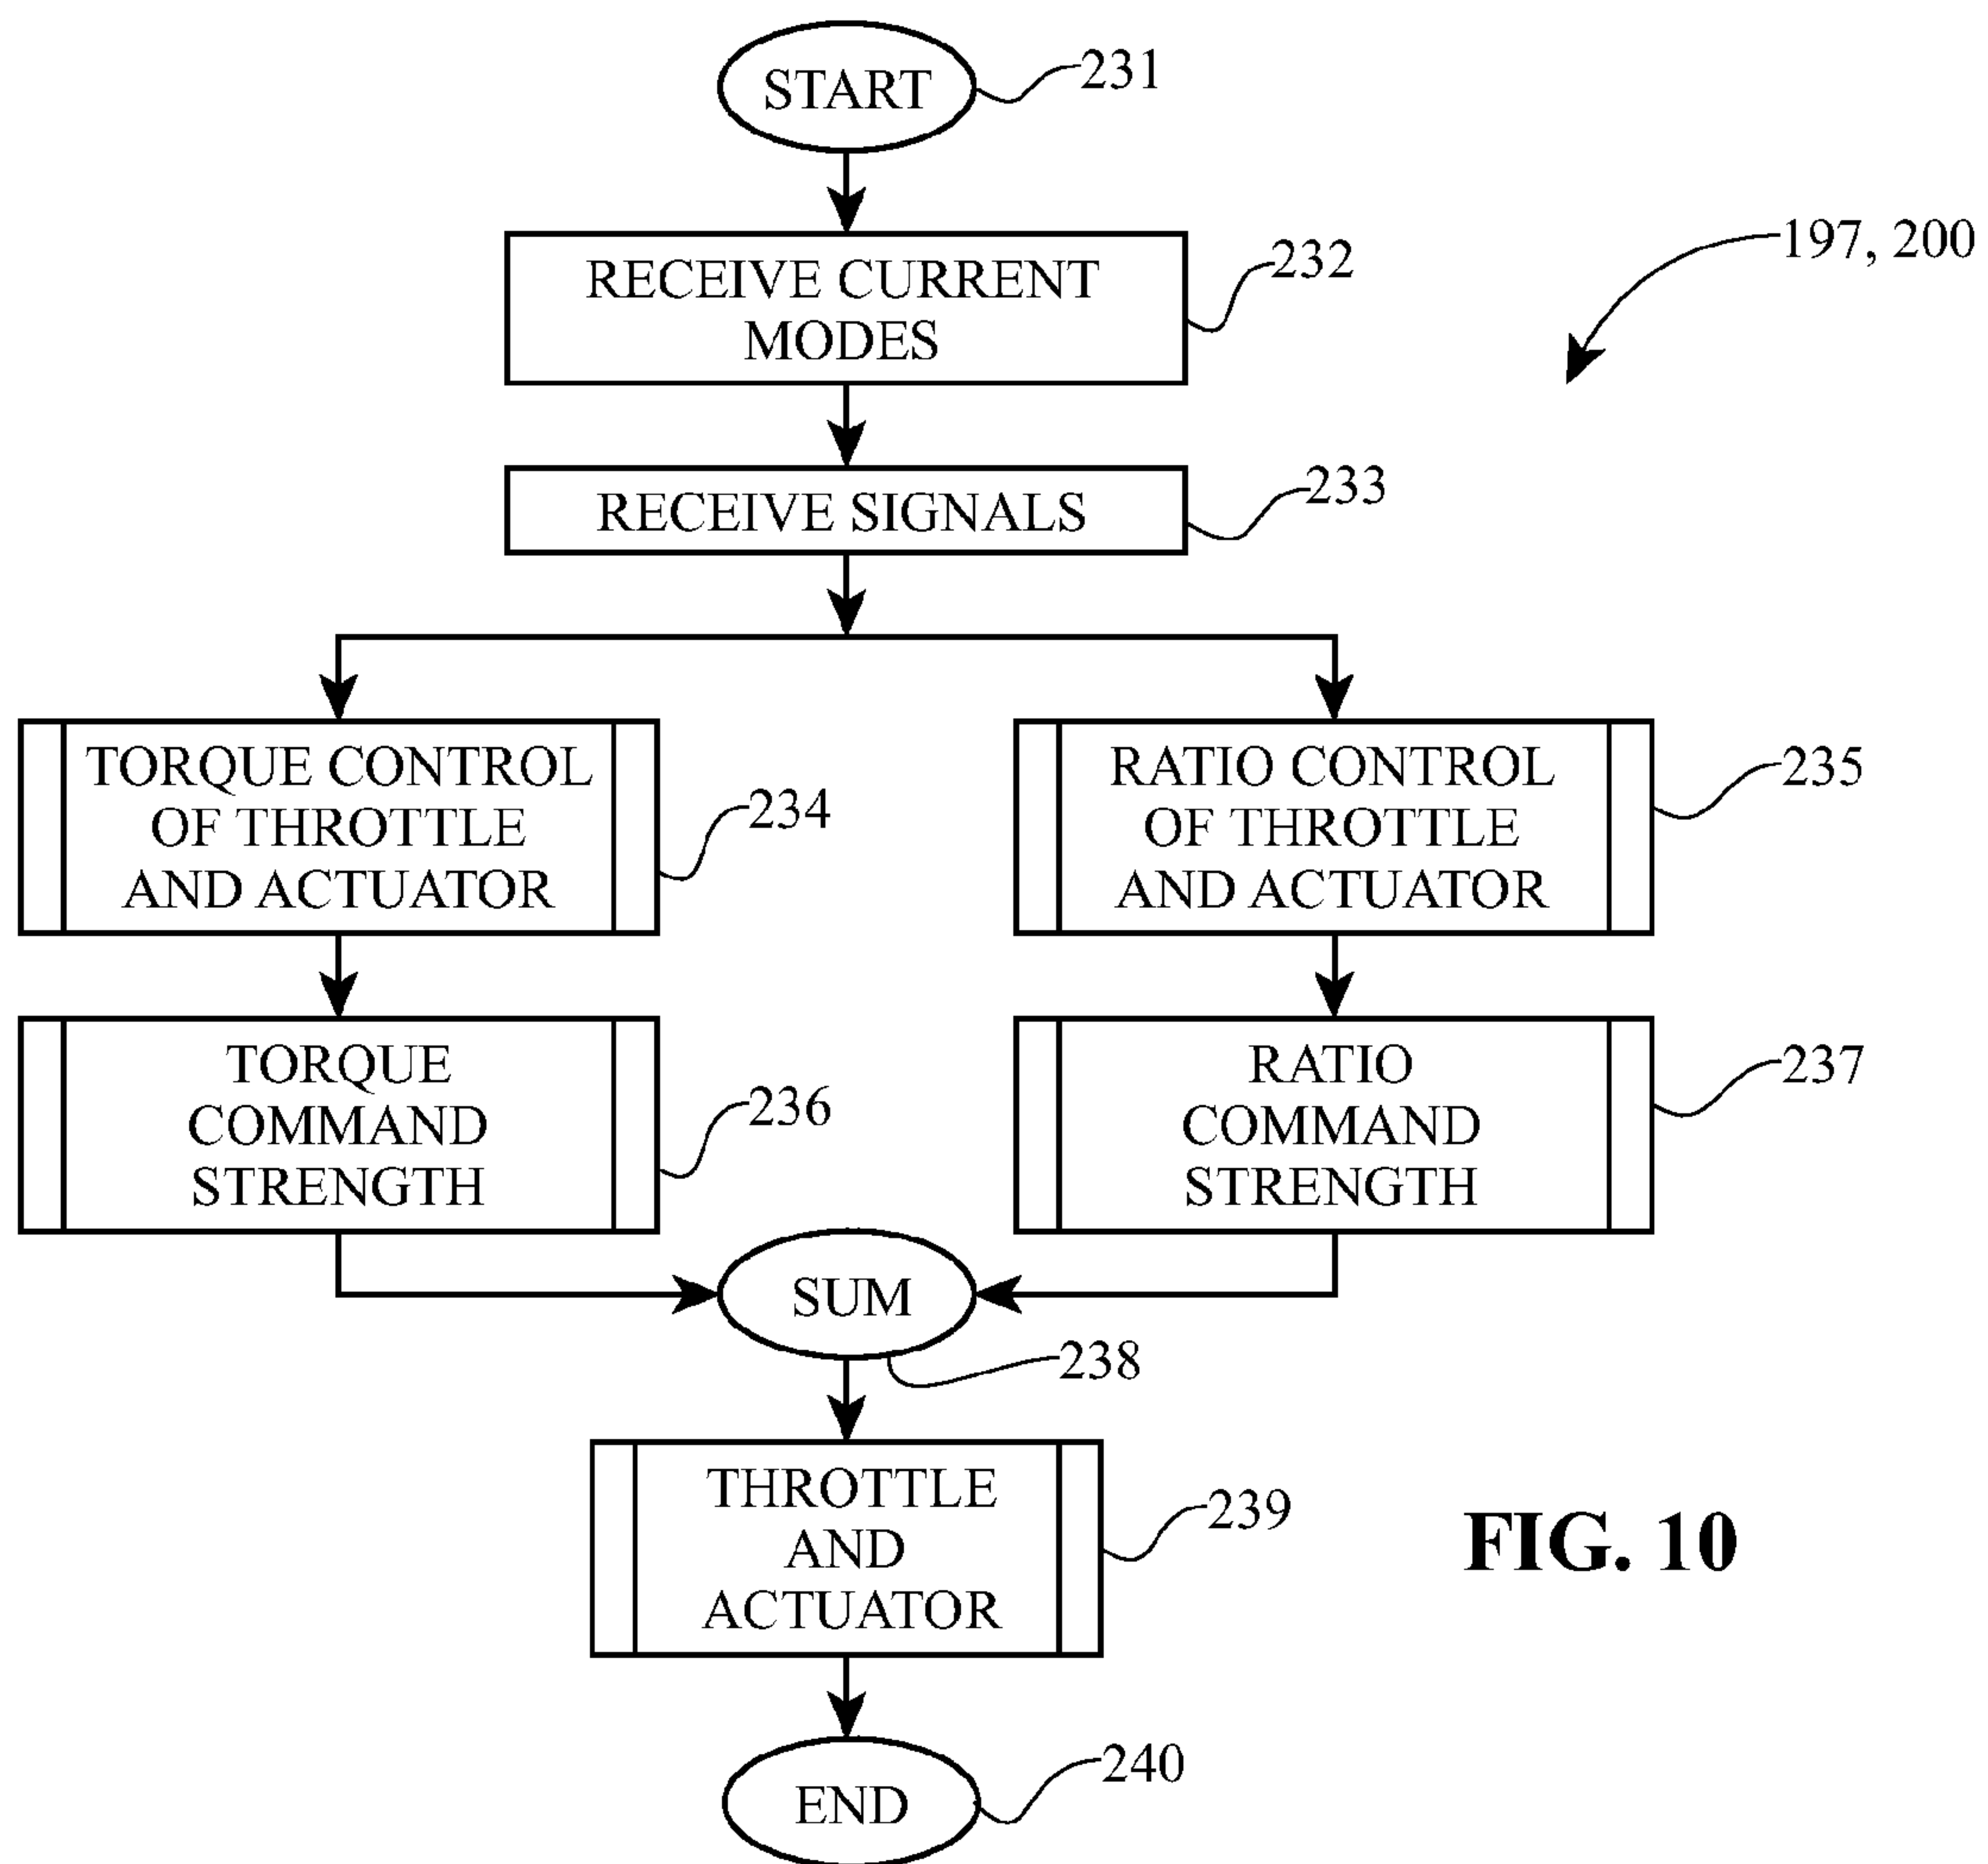 START
231
197, 200
RECEIVE CURRENT
MODES
232
RECEIVE SIGNALS
233
TORQUE CONTROL
OF THROTTLE
AND ACTUATOR
234
RATIO CONTROL
OF THROTTLE
AND ACTUATOR
235
TORQUE
COMMAND
STRENGTH
236
RATIO
COMMAND
STRENGTH
237
SUM
238
THROTTLE
AND
ACTUATOR
239
FIG. 10
END
240